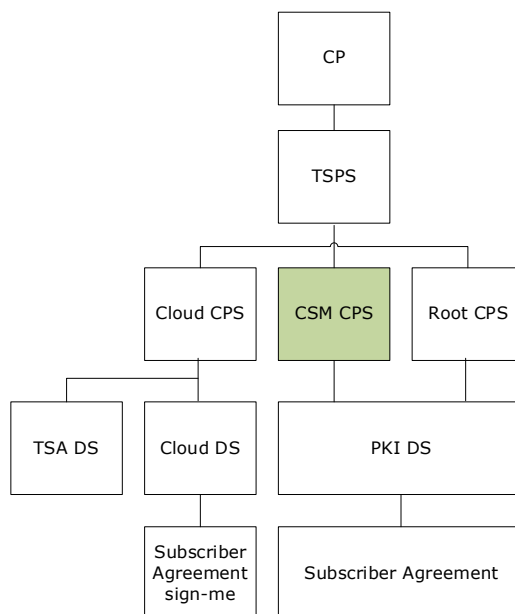 CP
TSPS
Cloud CPS
CSM CPS
Root CPS
TSA DS
Cloud DS
PKI DS
Subscriber
Agreement
sign-me
Subscriber Agreement